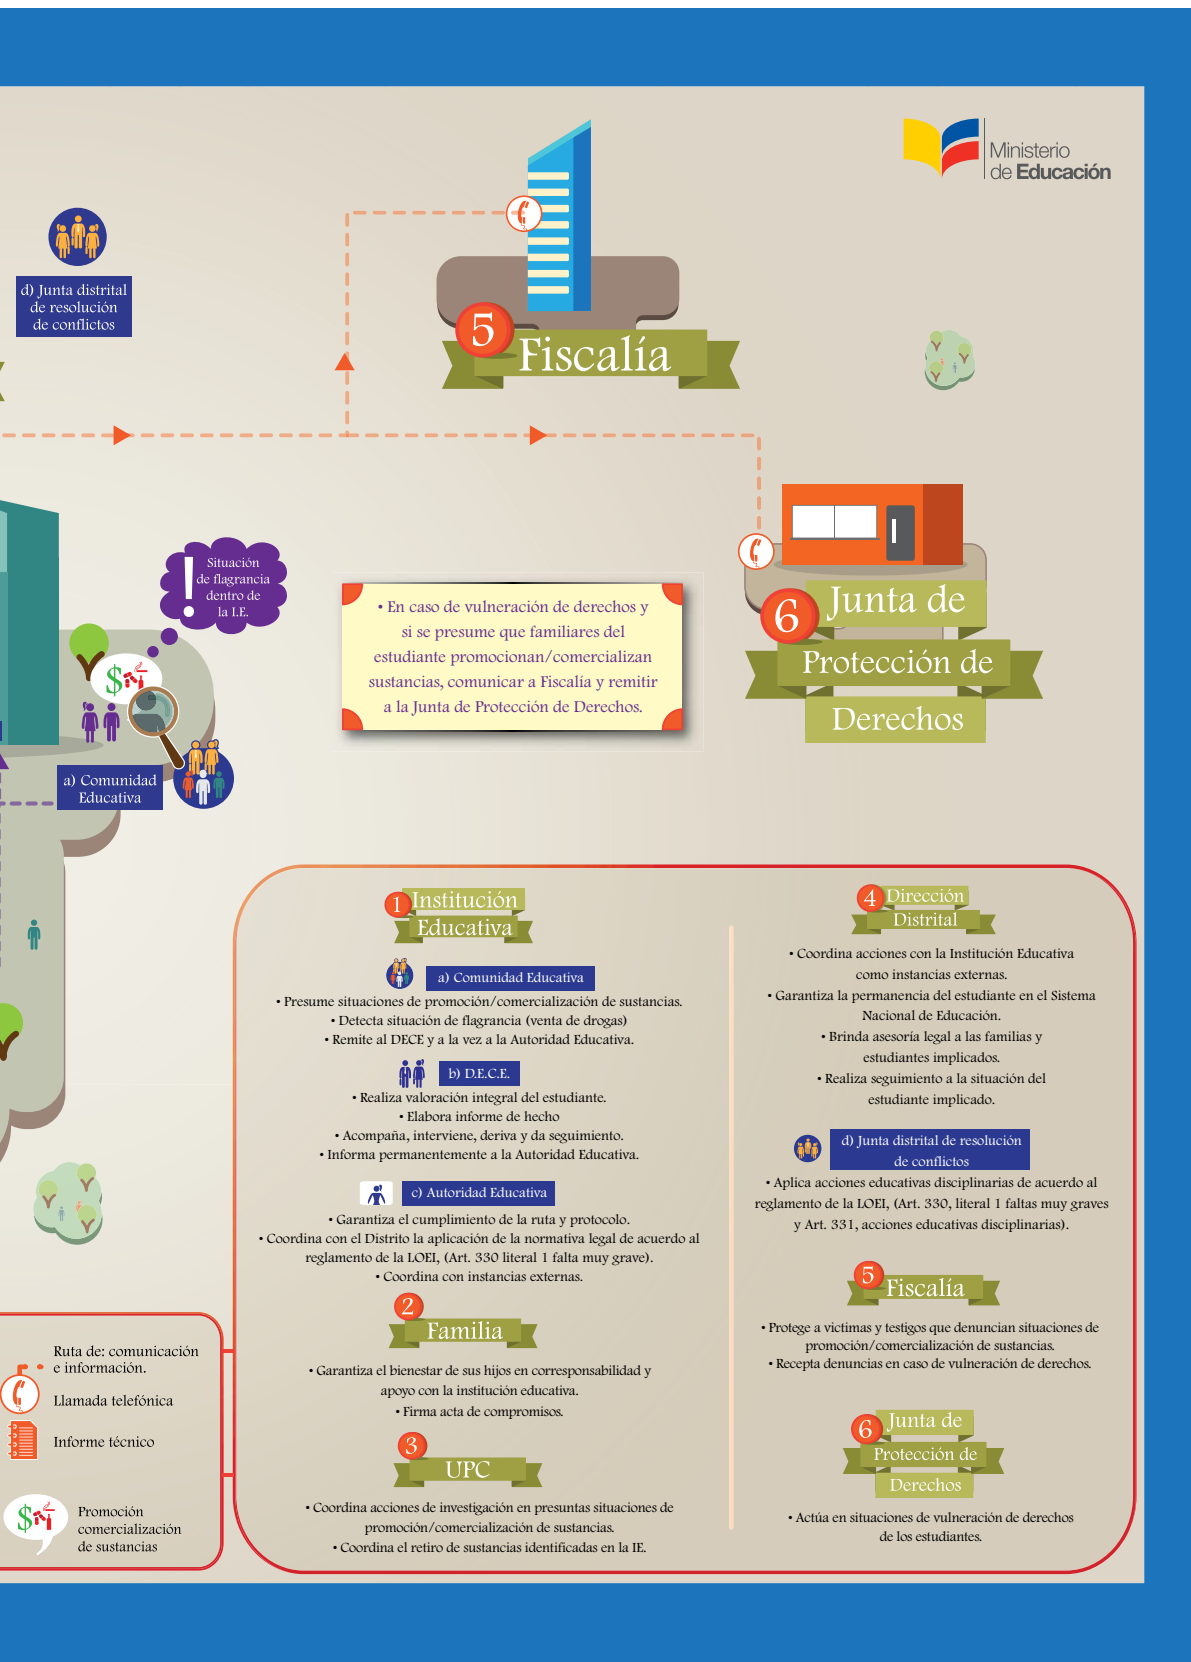 Ministerio
de Educación
d) Junta distrital
de resolución
de conflictos
5
Fiscalía
Situación
de flagrancia
dentro de
la I.E.
!
$
• En caso de vulneración de derechos y
si se presume que familiares del
estudiante promocionan/comercializan
sustancias, comunicar a Fiscalía y remitir
a la Junta de Protección de Derechos.
6
Junta de
Protección de
Derechos
a) Comunidad
Educativa
1 Institución
Educativa
a) Comunidad Educativa
• Presume situaciones de promoción/comercialización de sustancias.
• Detecta situación de flagrancia (venta de drogas)
• Remite al DECE y a la vez a la Autoridad Educativa.
b) D.E.C.E.
• Realiza valoración integral del estudiante.
• Elabora informe de hecho
• Acompaña, interviene, deriva y da seguimiento.
• Informa permanentemente a la Autoridad Educativa.
c) Autoridad Educativa
• Garantiza el cumplimiento de la ruta y protocolo.
• Coordina con el Distrito la aplicación de la normativa legal de acuerdo al
reglamento de la LOEI, (Art. 330 literal 1 falta muy grave).
• Coordina con instancias externas.
2
Familia
• Garantiza el bienestar de sus hijos en corresponsabilidad y
apoyo con la institución educativa.
• Firma acta de compromisos.
3
UPC
• Coordina acciones de investigación en presuntas situaciones de
promoción/comercialización de sustancias.
• Coordina el retiro de sustancias identificadas en la IE.
4 Dirección
Distrital
• Coordina acciones con la Institución Educativa
como instancias externas.
• Garantiza la permanencia del estudiante en el Sistema
Nacional de Educación.
• Brinda asesoría legal a las familias y
estudiantes implicados.
• Realiza seguimiento a la situación del
estudiante implicado.
d) Junta distrital de resolución
de conflictos
• Aplica acciones educativas disciplinarias de acuerdo al
reglamento de la LOEI, (Art. 330, literal 1 faltas muy graves
y Art. 331, acciones educativas disciplinarias).
5
Fiscalía
• Protege a victimas y testigos que denuncian situaciones de
promoción/comercialización de sustancias.
• Recepta denuncias en caso de vulneración de derechos.
6 Junta de
Protección de
Derechos
• Actúa en situaciones de vulneración de derechos
de los estudiantes.
Ruta de: comunicación
e información.
Llamada telefónica
Informe técnico
$
Promoción
comercialización
de sustancias